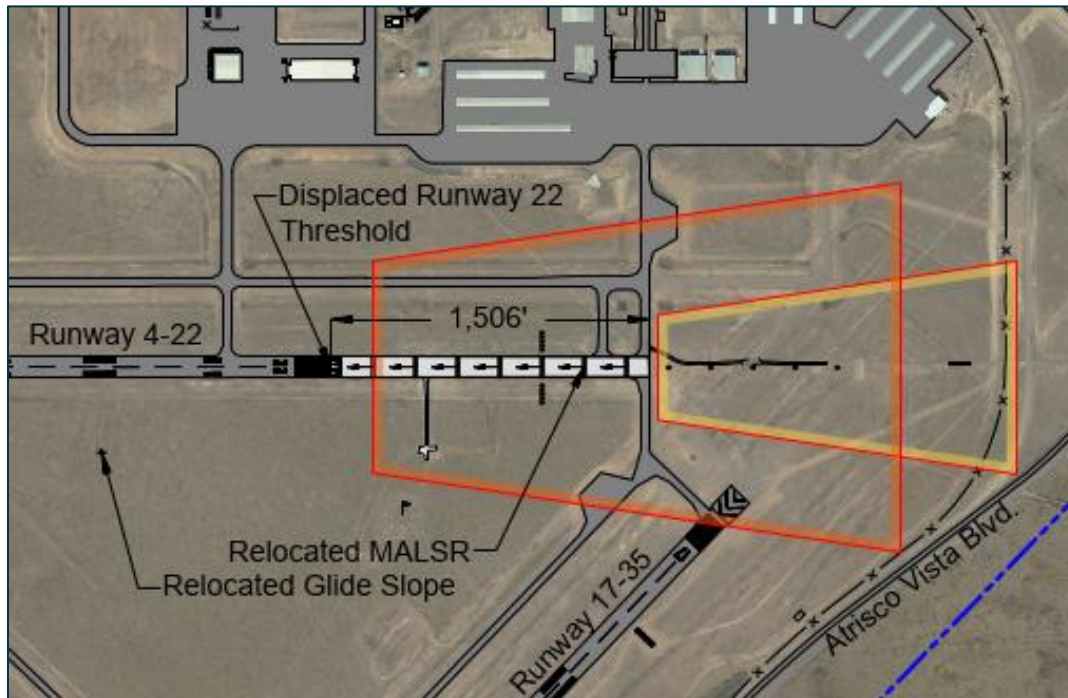 Displaced Runway 22
Threshold
1,506'
Runway 4-22
Relocated MALSR
Relocated Glide Slope
Runway 17-35
Atrisco Vista Blvd.